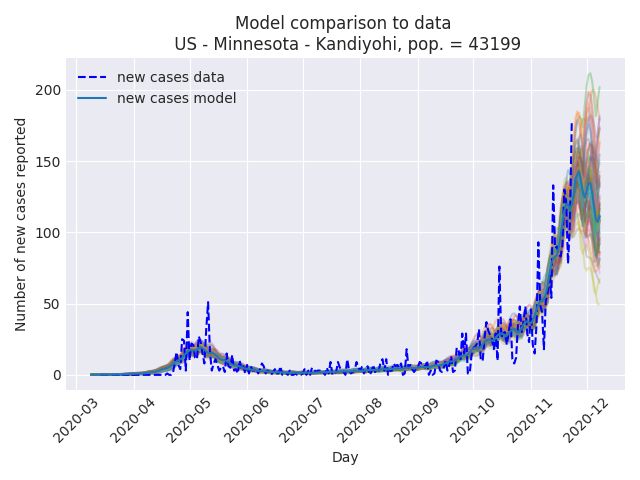 Model comparison to data
US - Minnesota - Kandiyohi, pop. = 43199
new cases data
new cases model
Number of new cases reported
200
150
100
50
0
2020-03
2020-04
2020-05
2020-06
2020-07
2020-08
2020-09
2020-10
2020-11
2020-12
Day